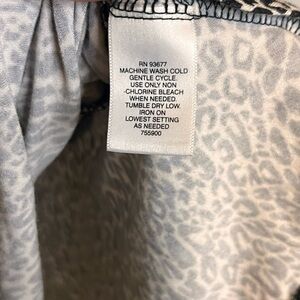 RN 93677
MACHINE WASH COLD
GENTLE CYCLE.
USE ONLY NON
-CHLORINE BLEACH
WHEN NEEDED.
TUMBLE DRY LOW.
IRON ON
LOWEST SETTING
AS NEEDED
755900